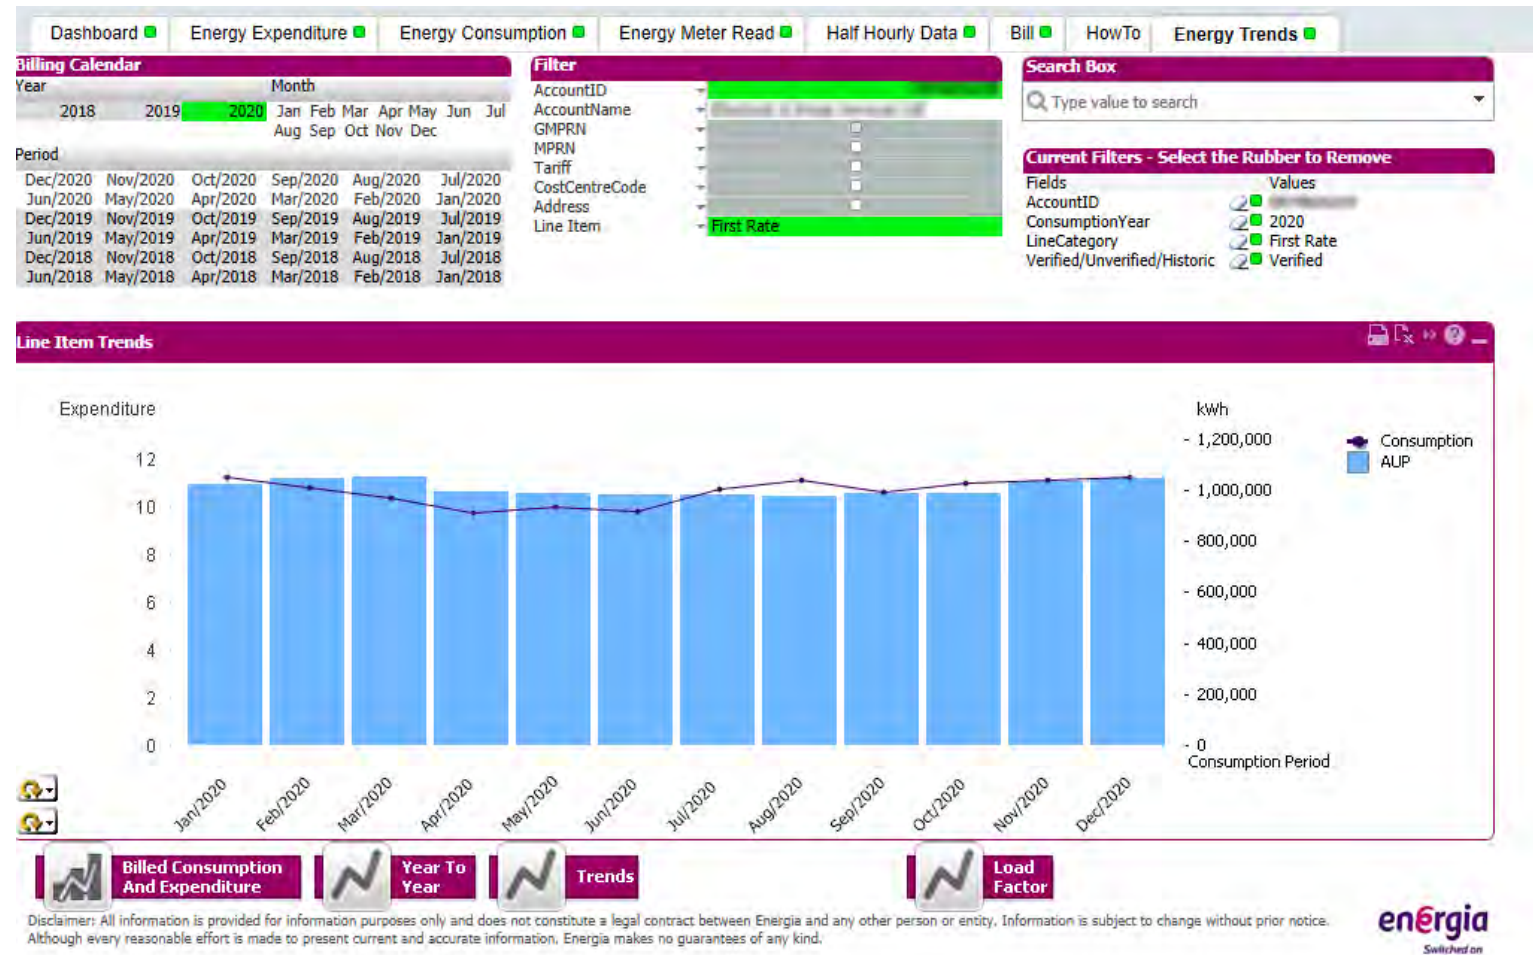 Dashboard Energy Expenditure Energy Consumption Energy Meter Read Half Hourly Data Bill HowTo Energy Trends
Billing Calendar
Year Month
2018 2019 2020 Jan Feb Mar Apr May Jun Jul
Aug Sep Oct Nov Dec
Period
Dec/2020 Nov/2020 Oct/2020 Sep/2020 Aug/2020 Jul/2020
Jun/2020 May/2020 Apr/2020 Mar/2020 Feb/2020 Jan/2020
Dec/2019 Nov/2019 Oct/2019 Sep/2019 Aug/2019 Jul/2019
Jun/2019 May/2019 Apr/2019 Mar/2019 Feb/2019 Jan/2019
Dec/2018 Nov/2018 Oct/2018 Sep/2018 Aug/2018 Jul/2018
Jun/2018 May/2018 Apr/2018 Mar/2018 Feb/2018 Jan/2018
Filter
AccountID
AccountName
GMPRN
MPRN
Tariff
CostCentreCode
Address
Line Item First Rate
Search Box
Type value to search
Current Filters - Select the Rubber to Remove
Fields Values
AccountID
ConsumptionYear 2020
LineCategory First Rate
Verified/Unverified/Historic Verified
Line Item Trends
Expenditure
12
10
8
6
4
2
0
kWh
- 1,200,000
- 1,000,000
- 800,000
- 600,000
- 400,000
- 200,000
- 0
Consumption Period
Consumption
AUP
Jan/2020 Feb/2020 Mar/2020 Apr/2020 May/2020 Jun/2020 Jul/2020 Aug/2020 Sep/2020 Oct/2020 Nov/2020 Dec/2020
Billed Consumption
And Expenditure
Year To
Year
Trends
Load
Factor
Disclaimer: All information is provided for information purposes only and does not constitute a legal contract between Energia and any other person or entity. Information is subject to change without prior notice.
Although every reasonable effort is made to present current and accurate information, Energia makes no guarantees of any kind.
energia
Switched on